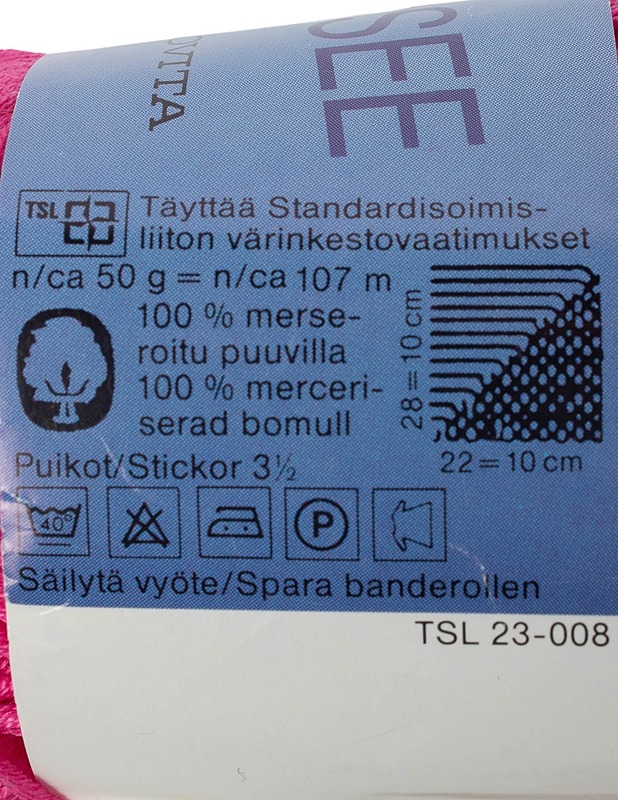 SEE
OVITA
TSL
Täyttää Standardisoimis-
liiton värinkestovaatimukset
n/ca 50 g = n/ca 107 m
100 % merse-
roitu puuvilla
100 % merceri-
serad bomull
28 = 10 cm
22 = 10 cm
Puikot/Stickor 3½
40°
P
Säilytä vyöte/Spara banderollen
TSL 23-008